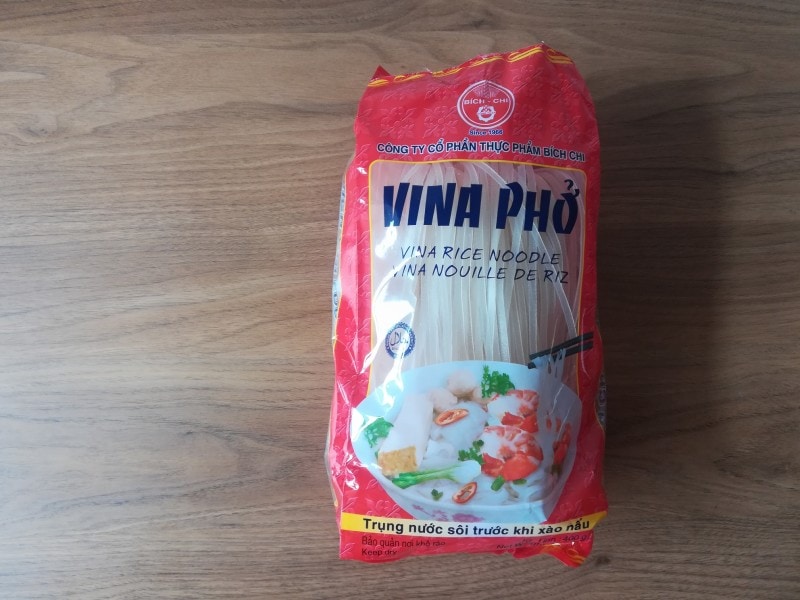 BÍCH - CHI
Since 1966
CÔNG TY CỔ PHẦN THỰC PHẨM BÍCH CHI
VINA PHỞ
VINA RICE NOODLE
VINA NOUILLE DE RIZ
Trụng nước sôi trước khi xào nấu
Bảo quản nơi khô ráo
Keep dry